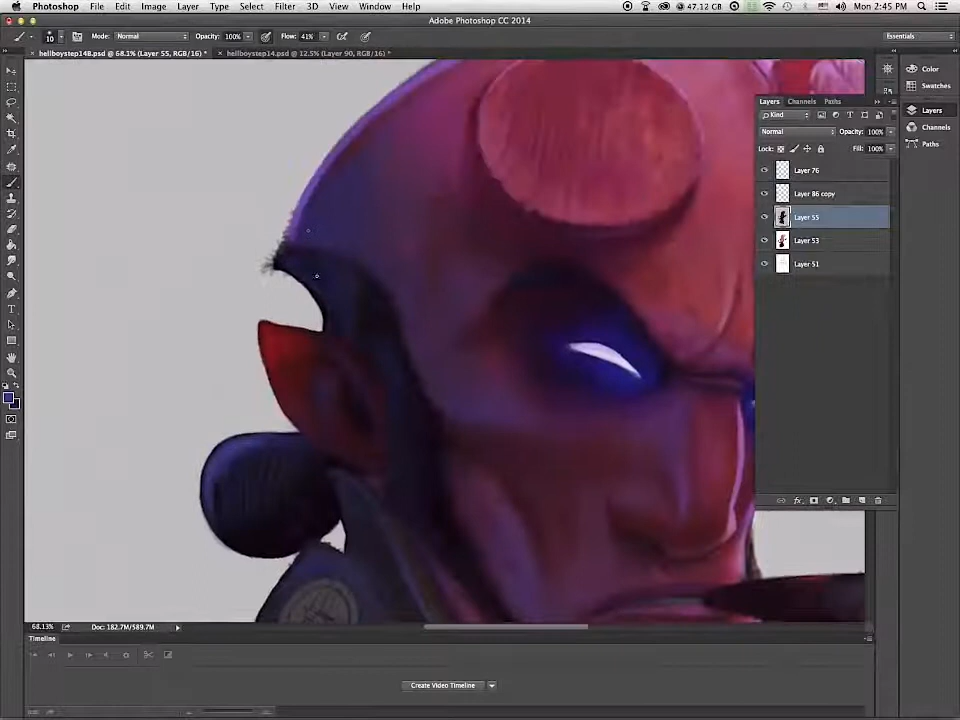 Photoshop File Edit Image Layer Type Select Filter 3D View Window Help 47.12 GB Mon 2:45 PM
Adobe Photoshop CC 2014
10 Mode: Normal Opacity: 100% Flow: 41% Essentials
× hellboystep14B.psd @ 68.1% (Layer 55, RGB/16) * × hellboystep14.psd @ 12.5% (Layer 90, RGB/16) *
Color
Swatches
Layers
Channels
Paths
Layers Channels Paths
Kind
Normal Opacity: 100%
Lock: Fill: 100%
Layer 76
Layer 86 copy
Layer 55
Layer 53
Layer 51
fx
68.13% Doc: 182.7M/589.7M
Timeline
Create Video Timeline